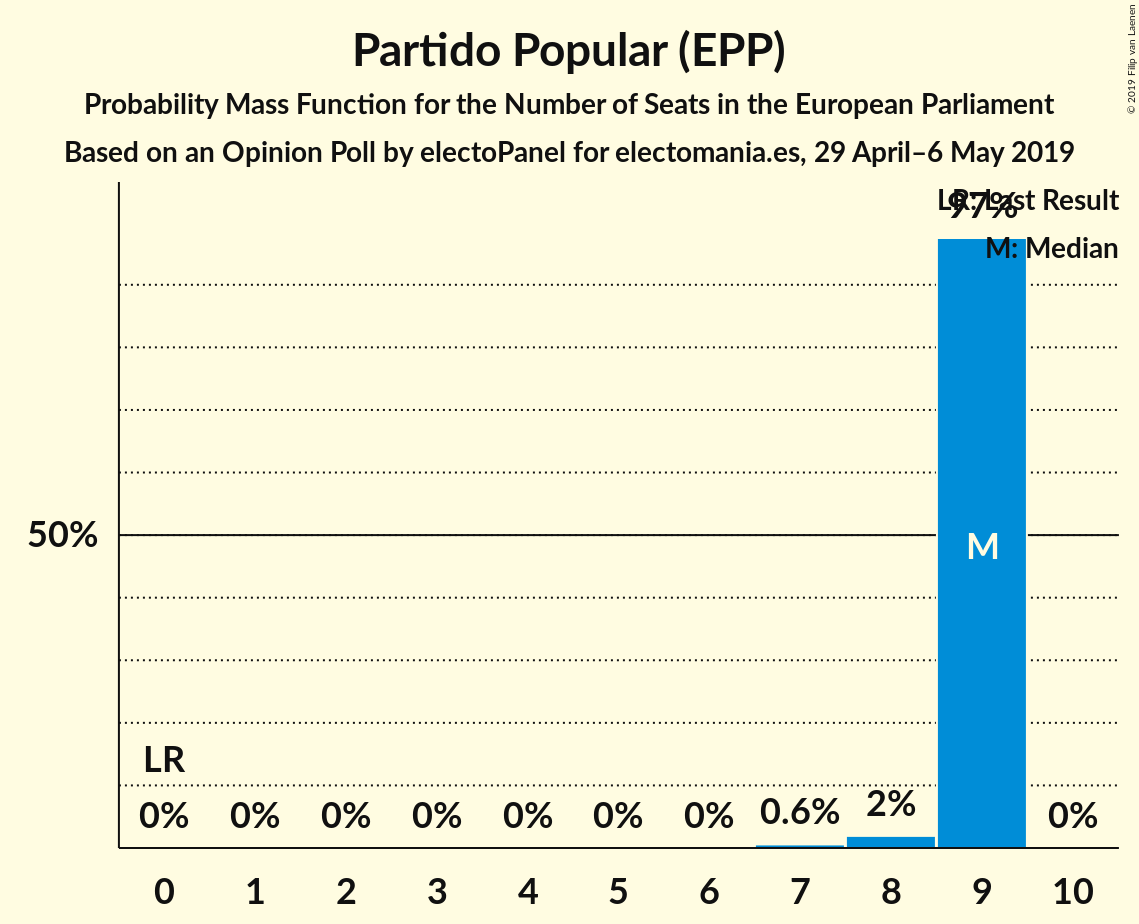 Partido Popular (EPP)
Probability Mass Function for the Number of Seats in the European Parliament
Based on an Opinion Poll by electoPanel for electomania.es, 29 April–6 May 2019
© 2019 Filip van Laenen
LR: Last Result
97%
M: Median
50%
M
LR
0% 0% 0% 0% 0% 0% 0% 0.6% 2% 0%
0 1 2 3 4 5 6 7 8 9 10